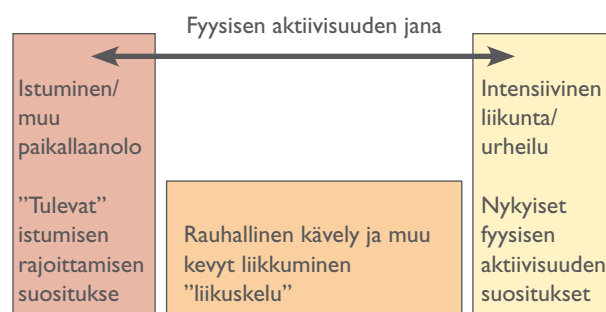 Fyysisen aktiivisuuden jana
Istuminen/
muu
paikallaanolo
”Tulevat”
istumisen
rajoittamisen
suositukse
Rauhallinen kävely ja muu
kevyt liikkuminen
”liikuskelu”
Intensiivinen
liikunta/
urheilu
Nykyiset
fyysisen
aktiivisuuden
suositukset